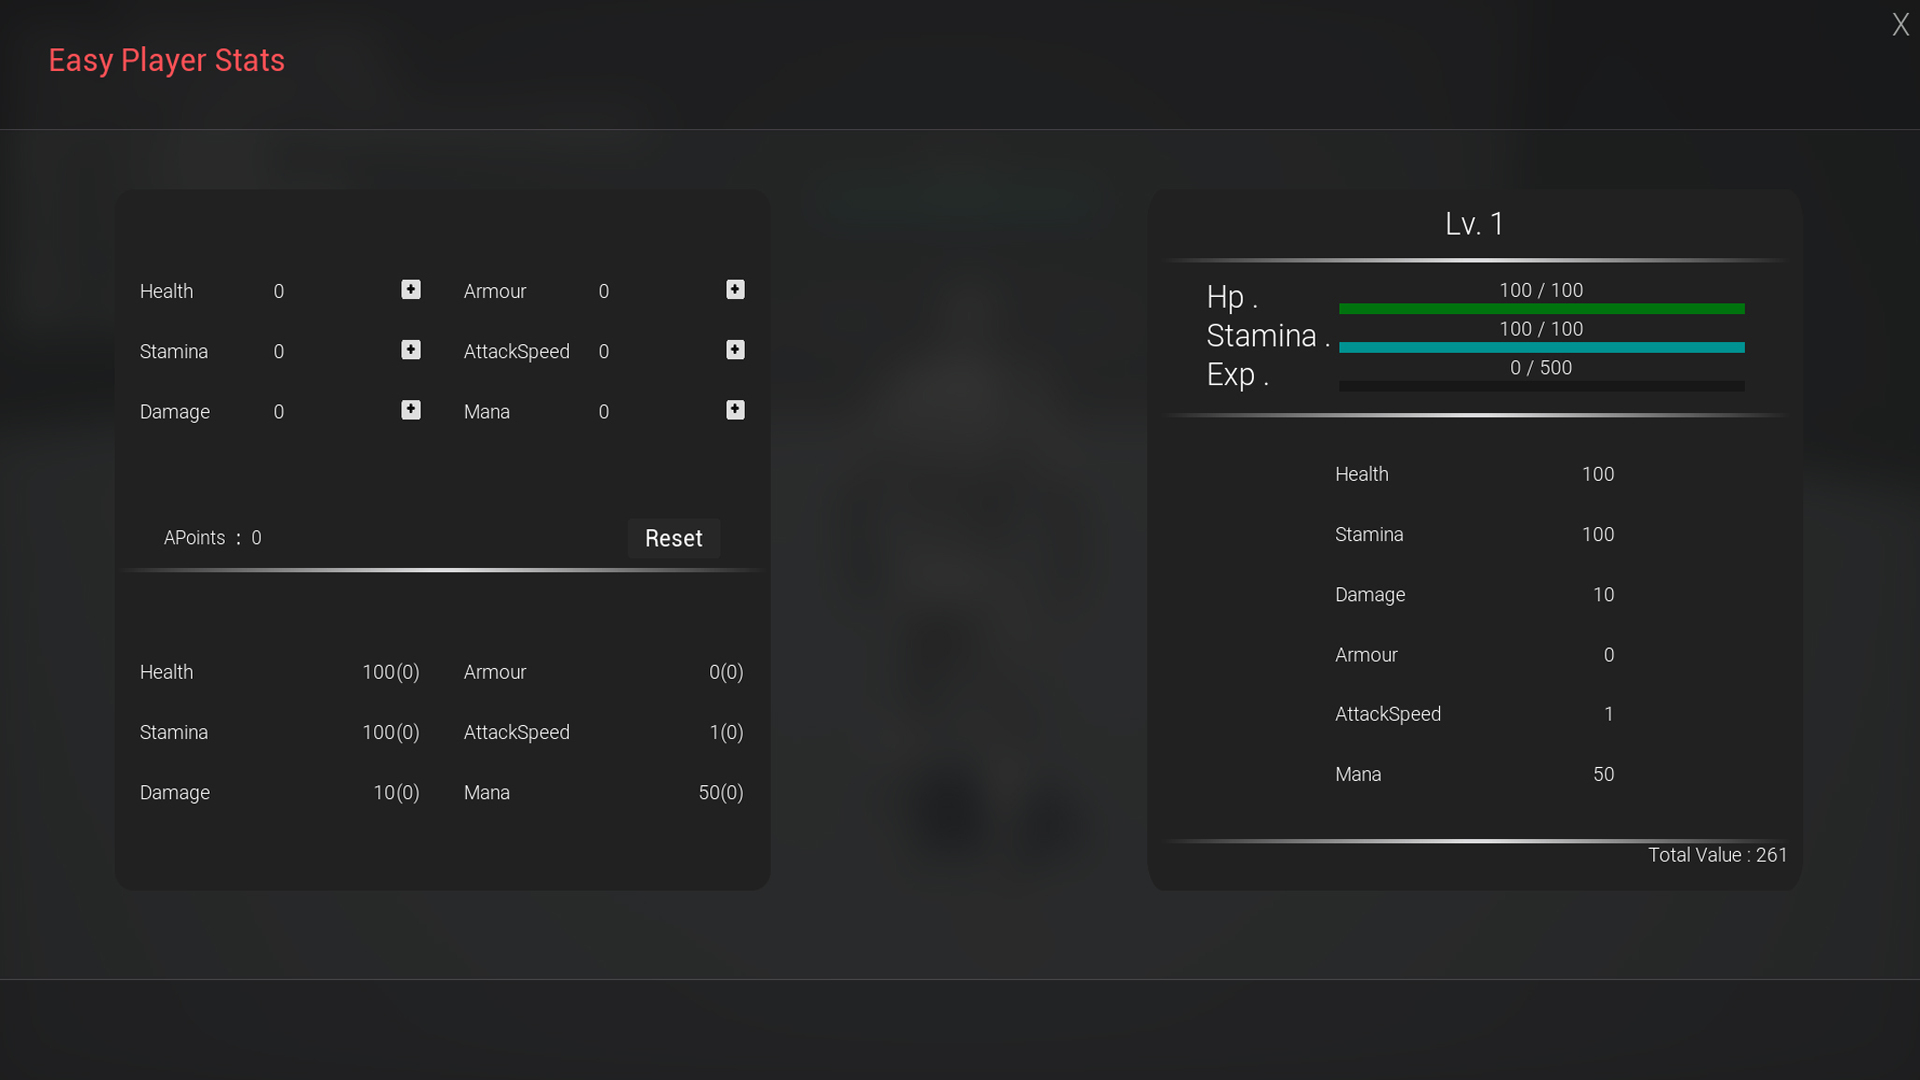 X
Easy Player Stats
Health 0 Armour 0
Stamina 0 AttackSpeed 0
Damage 0 Mana 0
APoints : 0 Reset
Health 100(0) Armour 0(0)
Stamina 100(0) AttackSpeed 1(0)
Damage 10(0) Mana 50(0)
Lv. 1
Hp . 100 / 100
Stamina . 100 / 100
Exp . 0 / 500
Health 100
Stamina 100
Damage 10
Armour 0
AttackSpeed 1
Mana 50
Total Value : 261